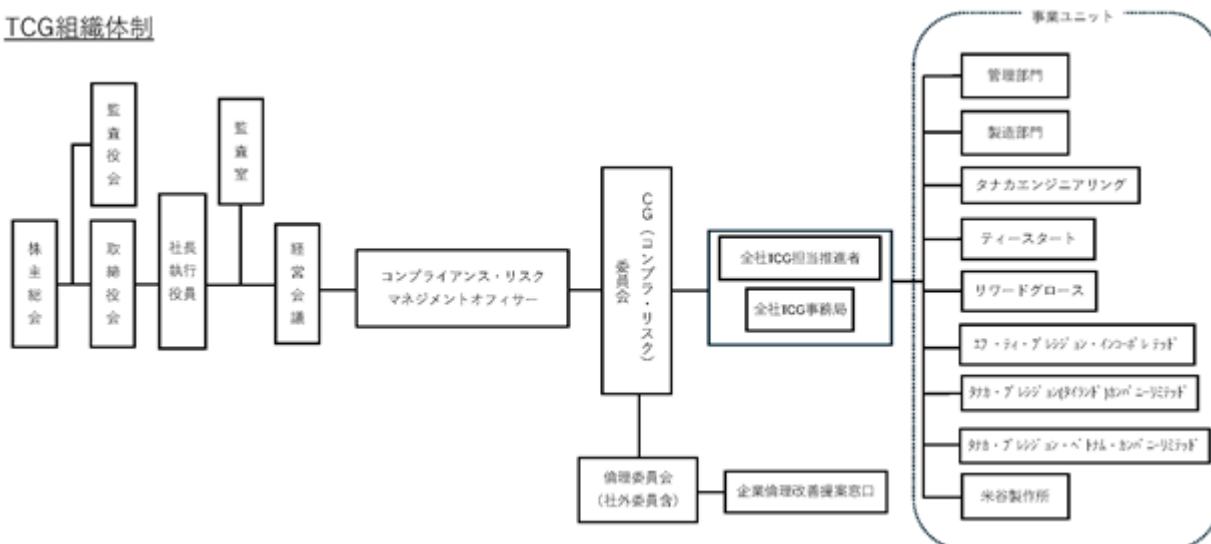 TCG組織体制
事業ユニット
監査役会
監査室
株主総会
取締役会
社長
執行
役員
経営会議
コンプライアンス・リスク
マネジメントオフィサー
CG(コンプラ・リスク)
委員会
全社TCG担当推進者
全社TCG事務局
倫理委員会
(社外委員含)
企業倫理改善提案窓口
管理部門
製造部門
タナカエンジニアリング
ティースタート
リワードグロース
エフ・ティ・プレシジョン・インコーポレテッド
タナカ・プレシジョン(タイランド)カンパニーリミテッド
タナカ・プレシジョン・ベトナム・カンパニーリミテッド
米谷製作所